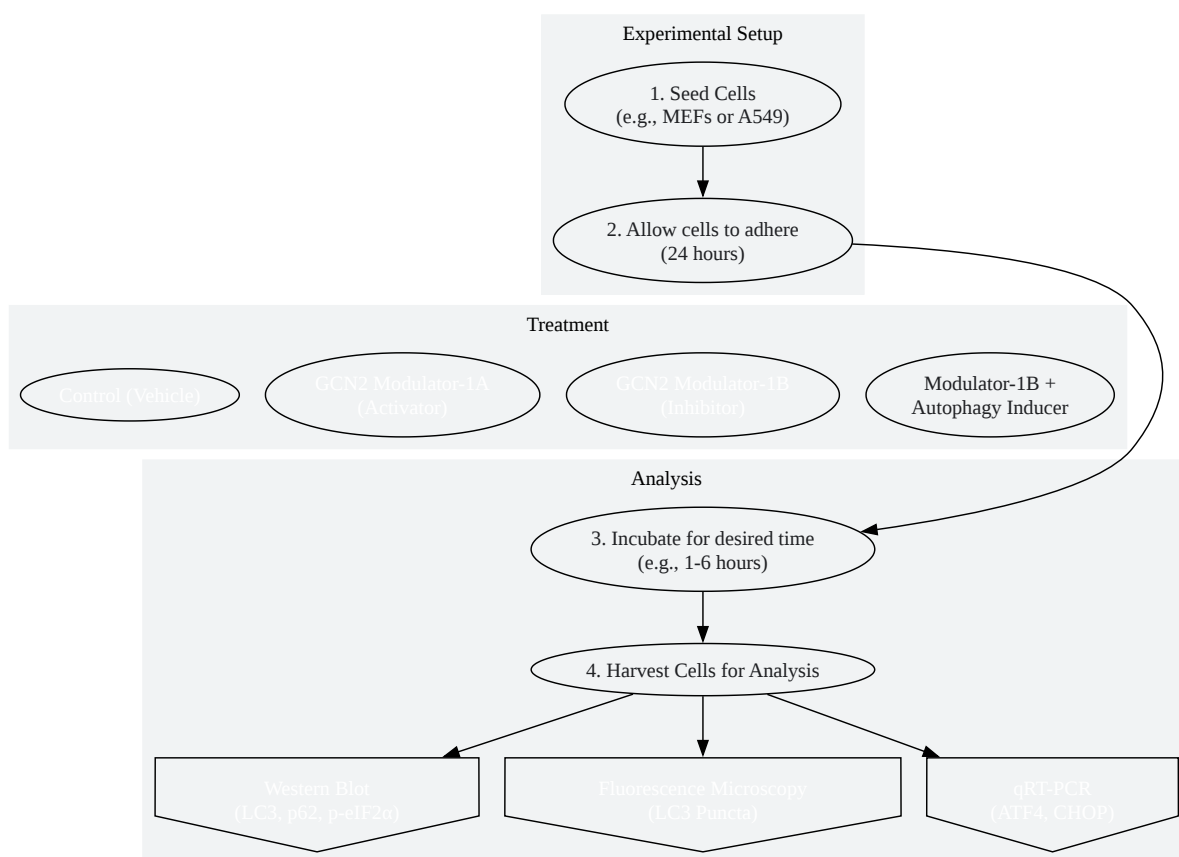 Experimental Setup
1. Seed Cells
(e.g., MEFs or A549)
2. Allow cells to adhere
(24 hours)
Treatment
Control (Vehicle)
GCN2 Modulator-1A
(Activator)
GCN2 Modulator-1B
(Inhibitor)
Modulator-1B +
Autophagy Inducer
Analysis
3. Incubate for desired time
(e.g., 1-6 hours)
4. Harvest Cells for Analysis
Western Blot
(LC3, p62, p-eIF2α)
Fluorescence Microscopy
(LC3 Puncta)
qRT-PCR
(ATF4, CHOP)